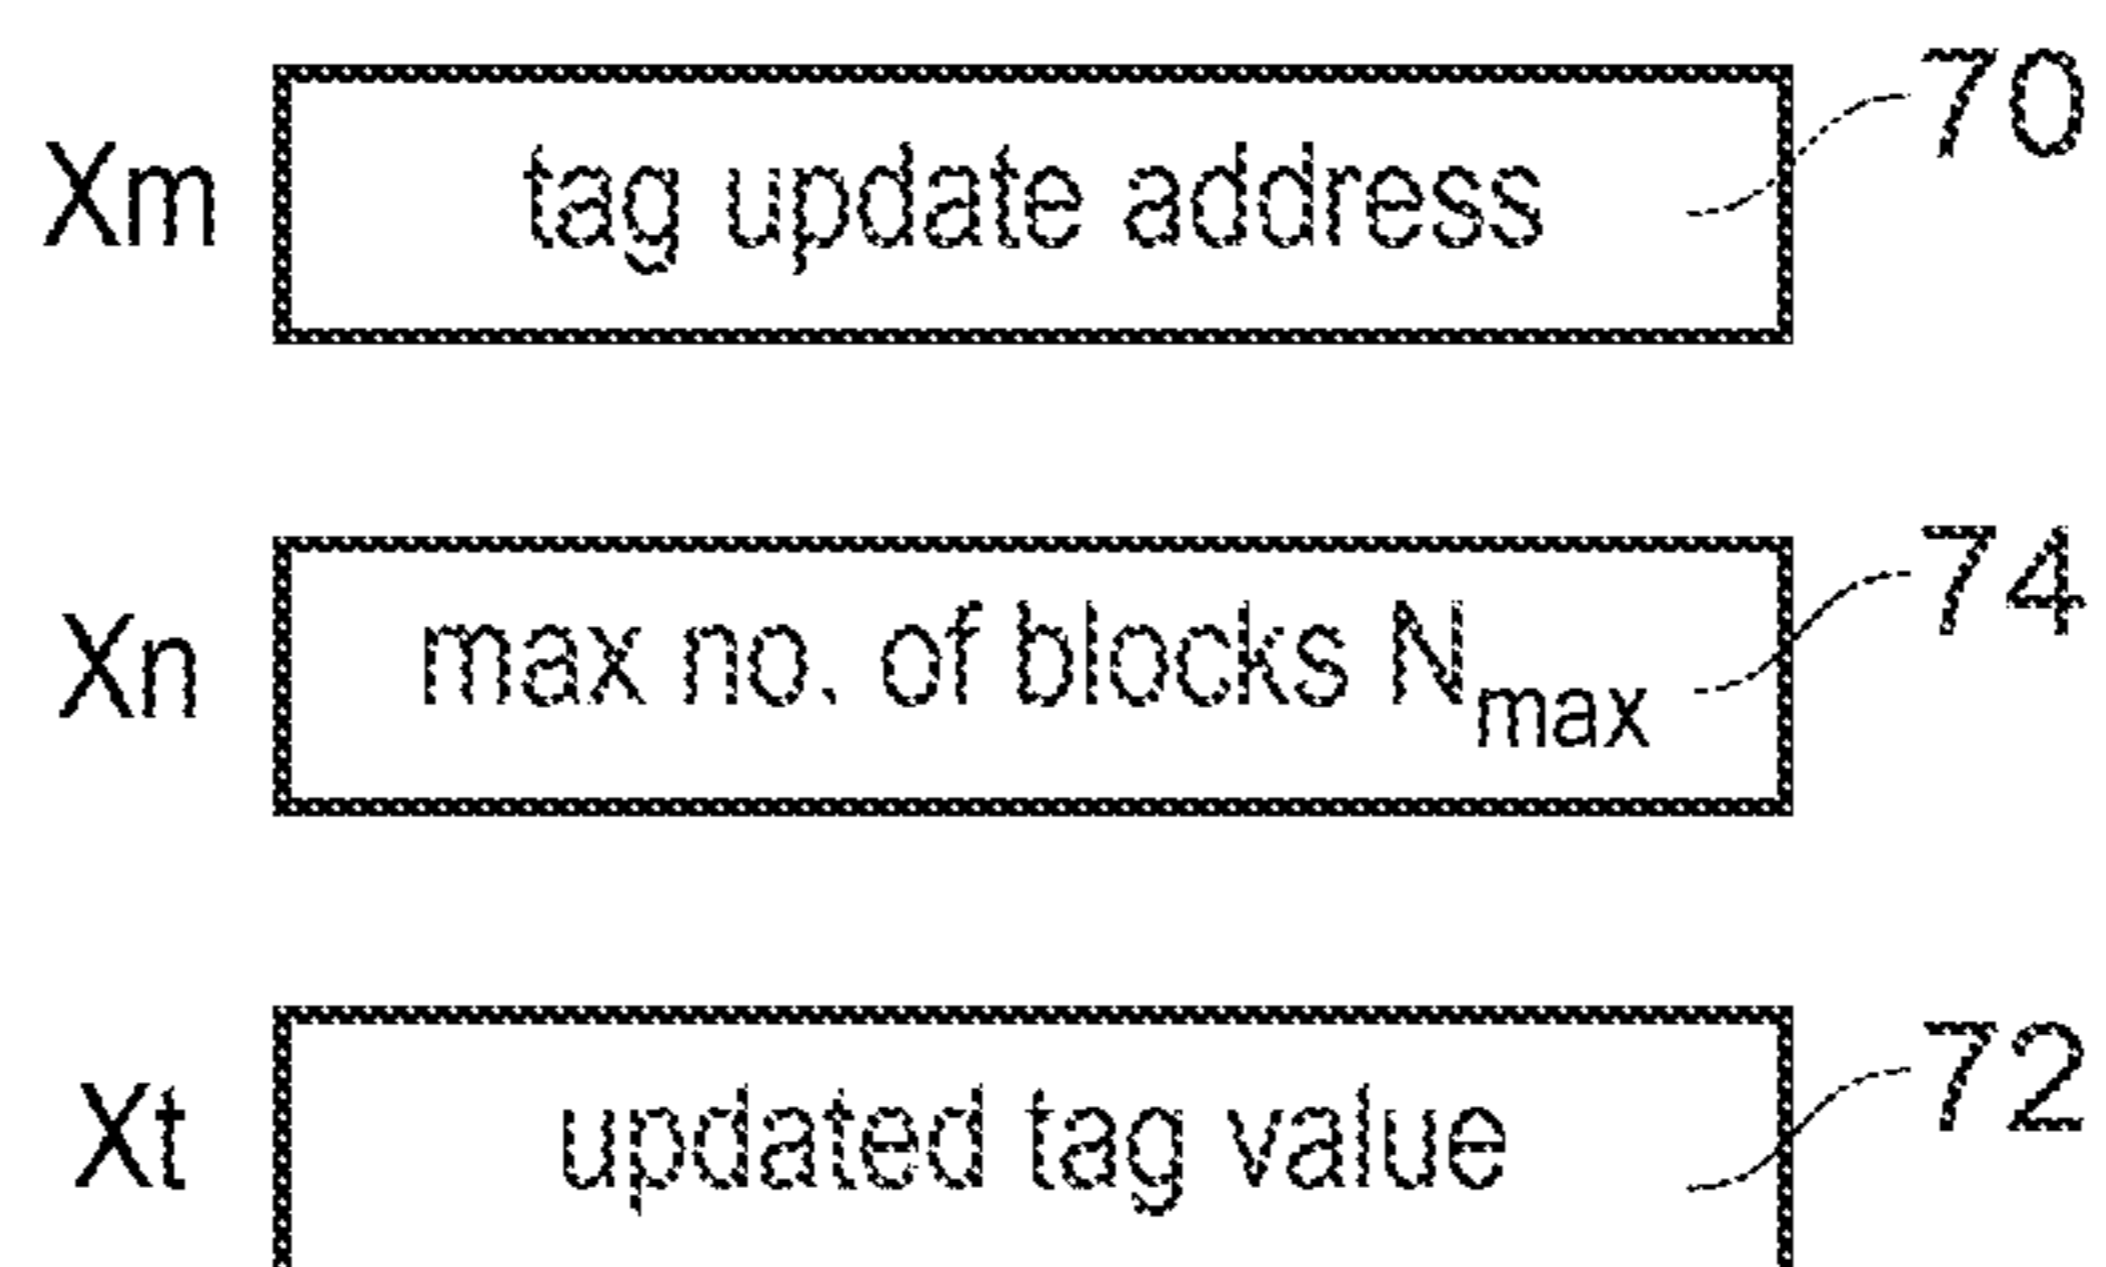 Xm tag update address 70
Xn max no. of blocks Nmax 74
Xt updated tag value 72